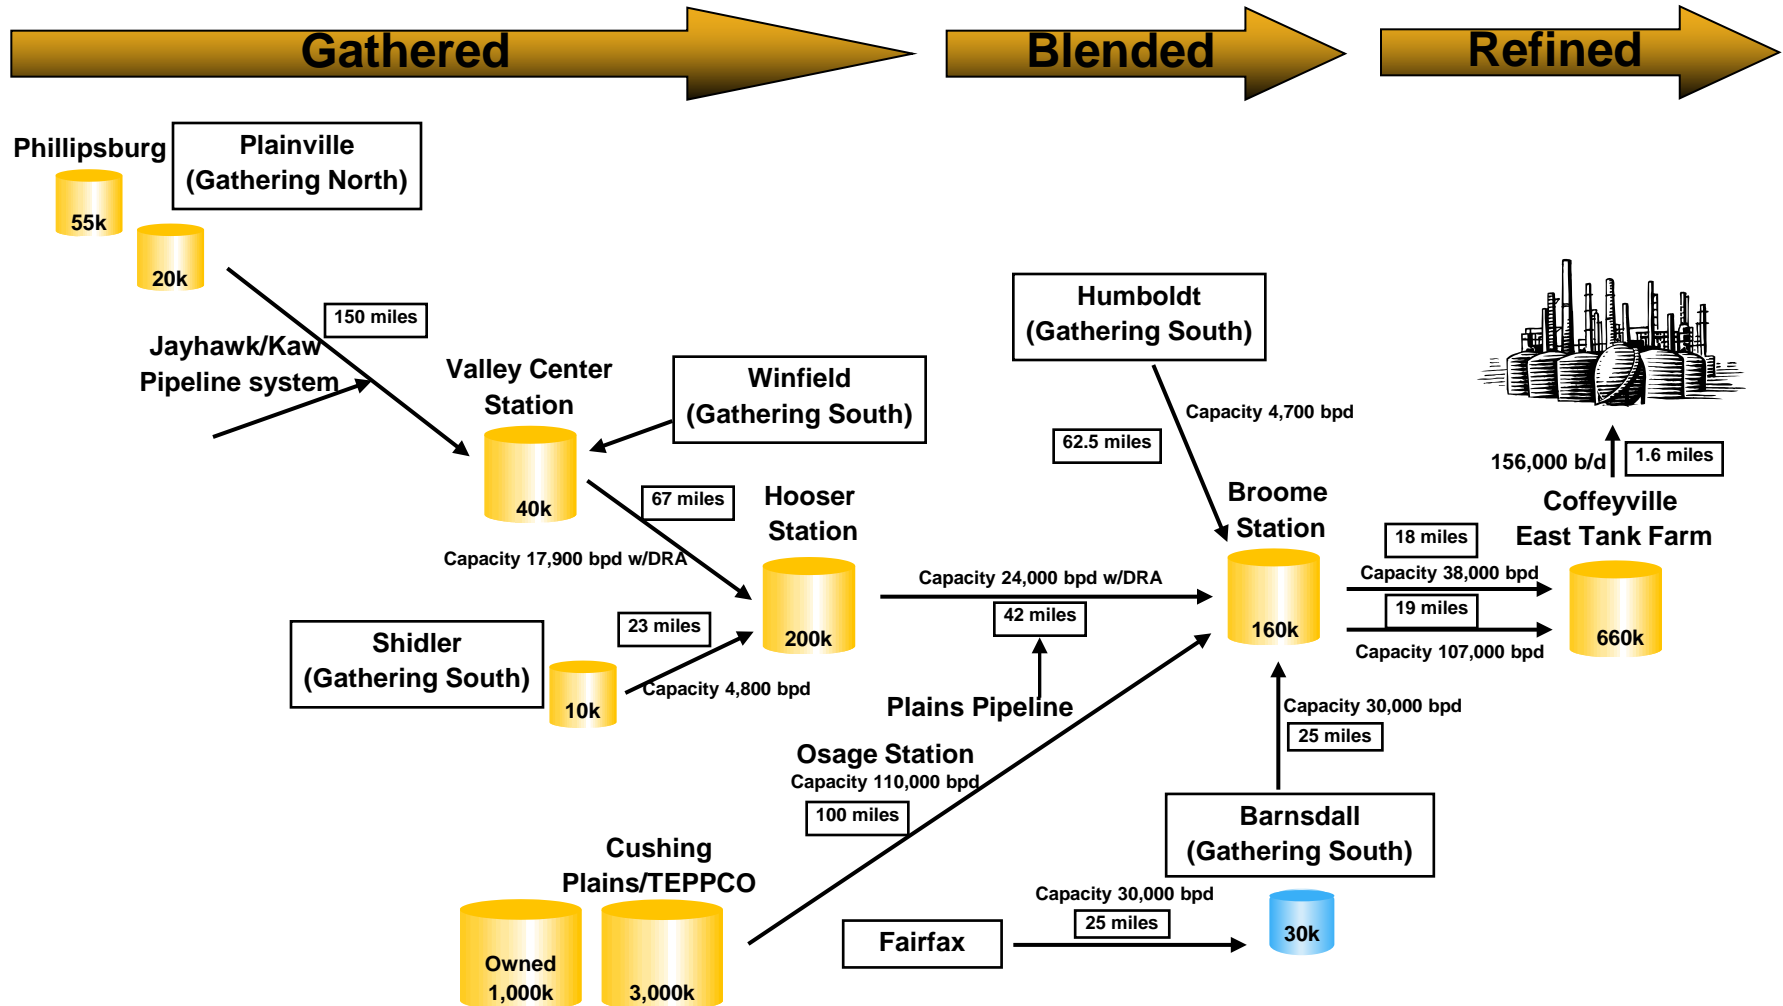 Gathered
Blended
Refined
Phillipsburg
55k
20k
Plainville
(Gathering North)
150 miles
Jayhawk/Kaw
Pipeline system
Valley Center
Station
40k
Winfield
(Gathering South)
67 miles
Capacity 17,900 bpd w/DRA
Hooser
Station
200k
Shidler
(Gathering South)
10k
23 miles
Capacity 4,800 bpd
Humboldt
(Gathering South)
Capacity 4,700 bpd
62.5 miles
Capacity 24,000 bpd w/DRA
42 miles
Plains Pipeline
Broome
Station
160k
Osage Station
Capacity 110,000 bpd
100 miles
Cushing
Plains/TEPPCO
Owned
1,000k
3,000k
Fairfax
Capacity 30,000 bpd
25 miles
Barnsdall
(Gathering South)
30k
Capacity 30,000 bpd
25 miles
18 miles
Capacity 38,000 bpd
19 miles
Capacity 107,000 bpd
156,000 b/d
1.6 miles
Coffeyville
East Tank Farm
660k